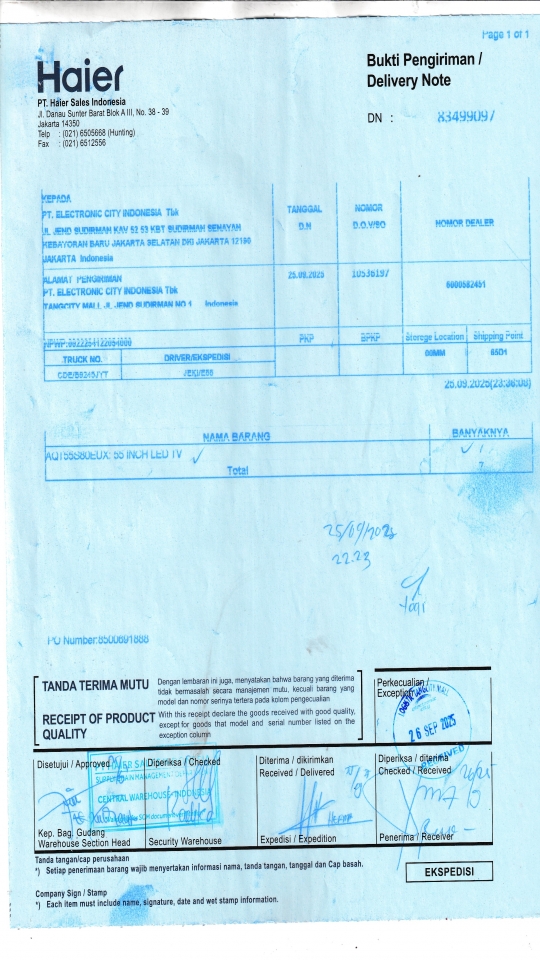 Page 1 of 1
Haier
Bukti Pengiriman /
Delivery Note
PT. Haier Sales Indonesia
Jl. Danau Sunter Barat Blok A III, No. 38 - 39
Jakarta 14350
Telp : (021) 6505668 (Hunting)
Fax : (021) 6512556
DN : 83499097
KEPADA
PT. ELECTRONIC CITY INDONESIA Tbk
JL JEND SUDIRMAN KAV 52-53 KBT SUDIRMAN SENAYAN
KEBAYORAN BARU JAKARTA SELATAN DKI JAKARTA 12190
JAKARTA Indonesia
TANGGAL
D.N
NOMOR
D.O./SO
NOMOR DEALER
ALAMAT PENGIRIMAN
PT. ELECTRONIC CITY INDONESIA Tbk
TANGCITY MALL JL JEND SUDIRMAN NO 1 Indonesia
25.09.2025
10536197
6000582451
NPWP:
PKP
BPKP
Storege Location
Shipping Point
TRUCK NO.
DRIVER/EKSPEDISI
00MM
65D1
25.09.2025(23:36:08)
NAMA BARANG
BANYAKNYA
AQT55S80EUX: 55 INCH LED TV
Total
25/09/2025
22.23
PO Number:8500691888
TANDA TERIMA MUTU
Dengan lembaran ini juga, menyatakan bahwa barang yang diterima
tidak bermasalah secara manajemen mutu, kecuali barang yang
model dan nomor serinya tertera pada kolom pengecualian
RECEIPT OF PRODUCT
QUALITY
With this receipt declare the goods received with good quality,
except for goods that model and serial number listed on the
exception column
Perkecualian /
Exception
26 SEP 2025
RECEIVED
Disetujui / Approved
Diperiksa / Checked
Diterima / dikirimkan
Received / Delivered
Diperiksa / diterima
Checked / Received
CENTRAL WAREHOUSE INDONESIA
Kep. Bag. Gudang
Warehouse Section Head
Security Warehouse
Expedisi / Expedition
Penerima / Receiver
Tanda tangan/cap perusahaan
*) Setiap penerimaan barang wajib menyertakan informasi nama, tanda tangan, tanggal dan Cap basah.
EKSPEDISI
Company Sign / Stamp
*) Each item must include name, signature, date and wet stamp information.